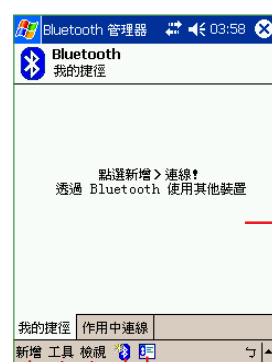 Bluetooth 管理器 03:58
Bluetooth
我的捷徑
點選新增>連線!
透過 Bluetooth 使用其他裝置
我的捷徑 作用中連線
新增 工具 檢視 ㄅ